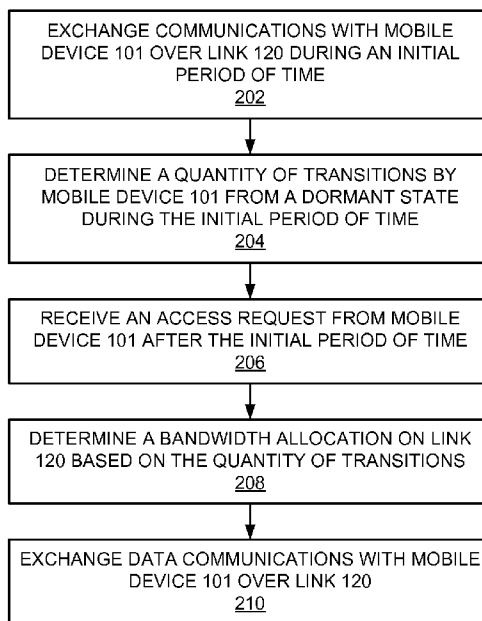 EXCHANGE COMMUNICATIONS WITH MOBILE
DEVICE 101 OVER LINK 120 DURING AN INITIAL
PERIOD OF TIME
202
DETERMINE A QUANTITY OF TRANSITIONS BY
MOBILE DEVICE 101 FROM A DORMANT STATE
DURING THE INITIAL PERIOD OF TIME
204
RECEIVE AN ACCESS REQUEST FROM MOBILE
DEVICE 101 AFTER THE INITIAL PERIOD OF TIME
206
DETERMINE A BANDWIDTH ALLOCATION ON LINK
120 BASED ON THE QUANTITY OF TRANSITIONS
208
EXCHANGE DATA COMMUNICATIONS WITH MOBILE
DEVICE 101 OVER LINK 120
210